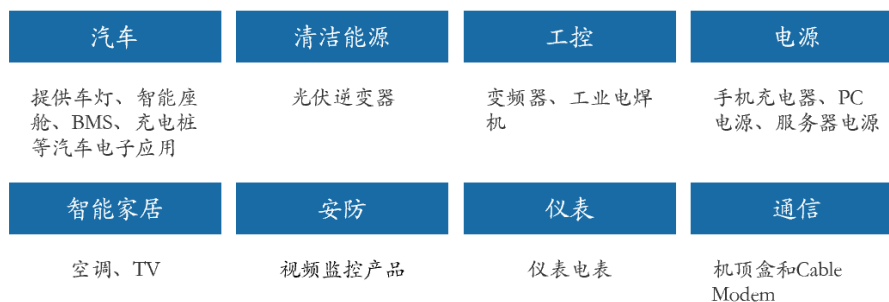 汽车
清洁能源
工控
电源
提供车灯、智能座
舱、BMS、充电桩
等汽车电子应用
光伏逆变器
变频器、工业电焊
机
手机充电器、PC
电源、服务器电源
智能家居
安防
仪表
通信
空调、TV
视频监控产品
仪表电表
机顶盒和Cable
Modem